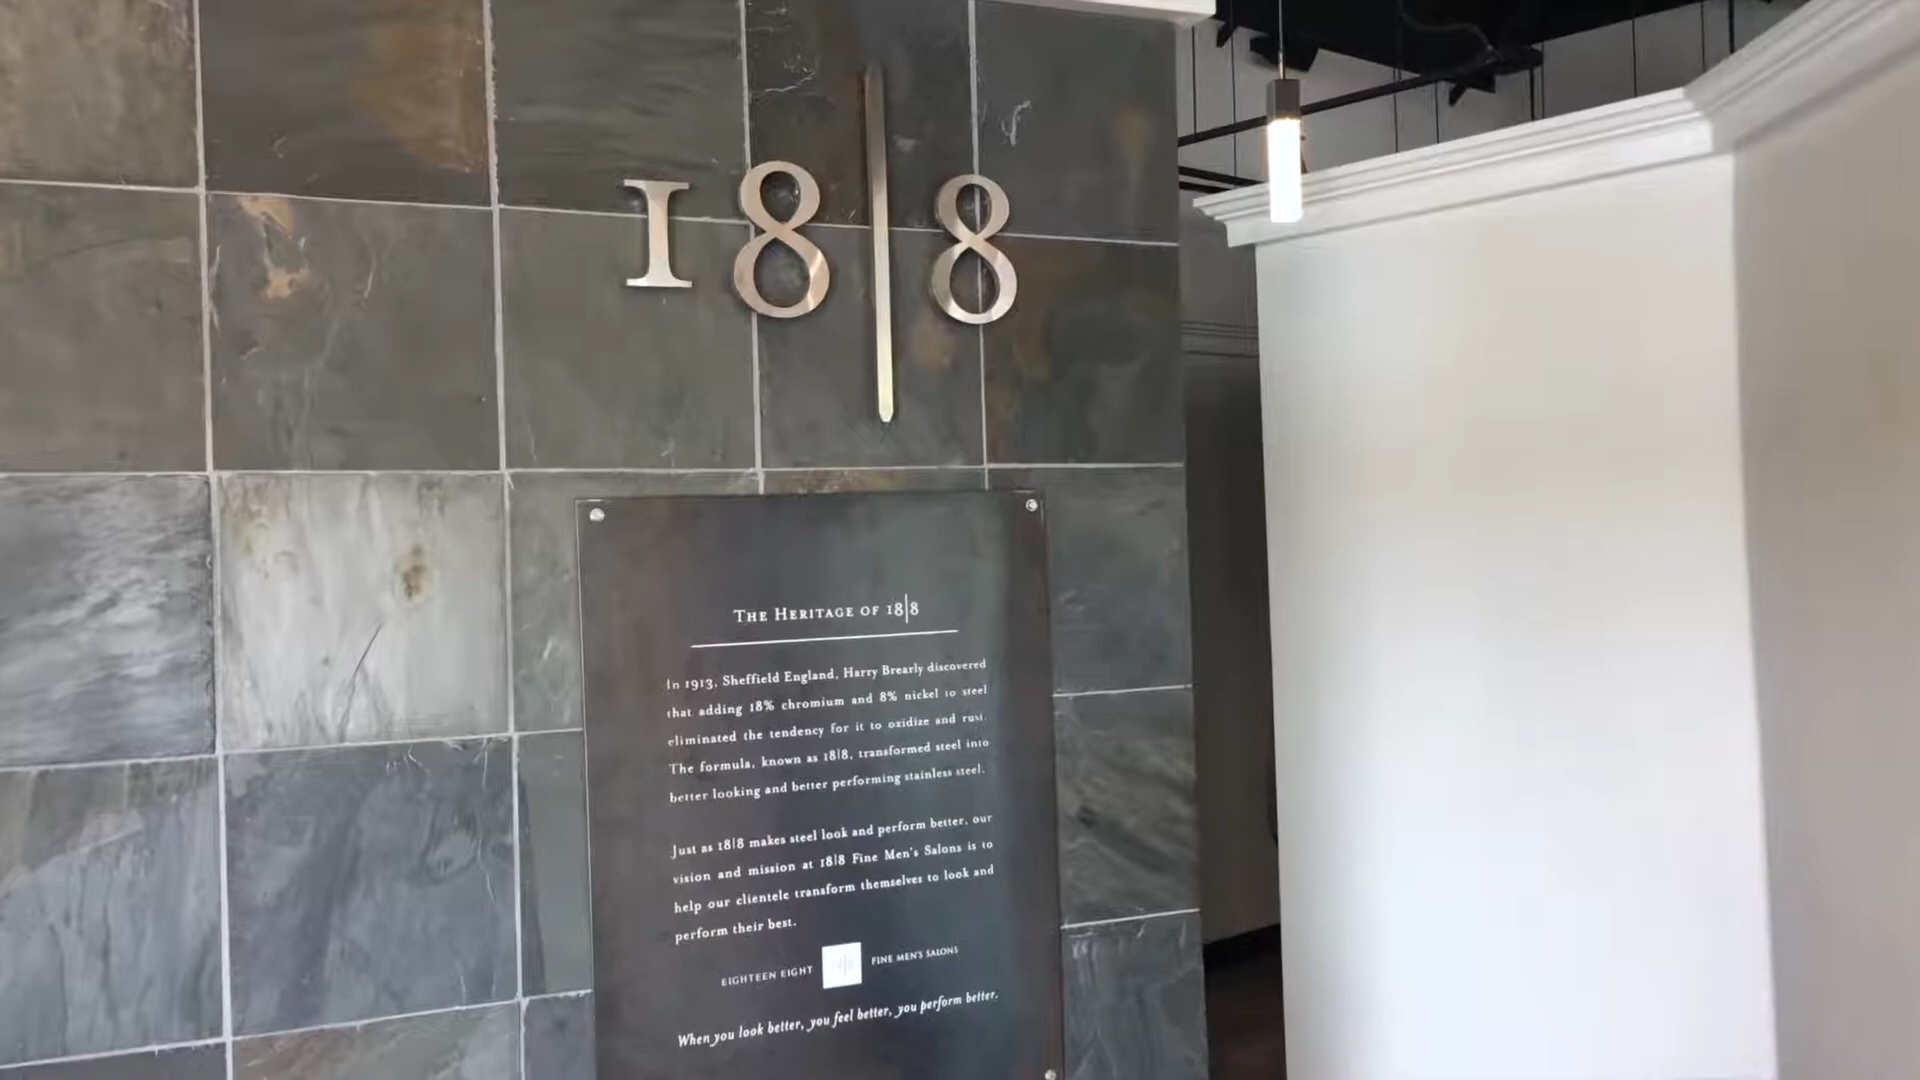 18|8
THE HERITAGE OF 18|8
In 1913, Sheffield England, Harry Brearly discovered
that adding 18% chromium and 8% nickel to steel
eliminated the tendency for it to oxidize and rust.
The formula, known as 18|8, transformed steel into
better looking and better performing stainless steel.
Just as 18|8 makes steel look and perform better, our
vision and mission at 18|8 Fine Men's Salons is to
help our clientele transform themselves to look and
perform their best.
EIGHTEEN EIGHT 18|8 FINE MEN'S SALONS
When you look better, you feel better, you perform better.